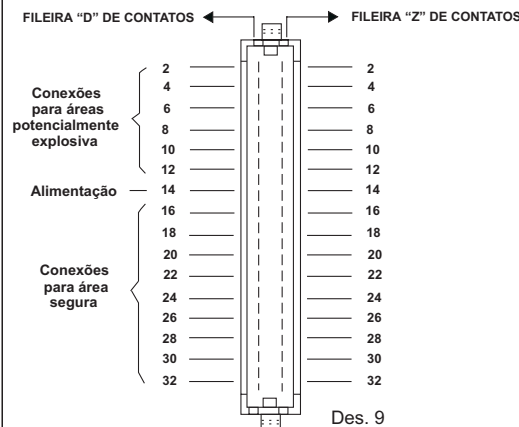 FILEIRA “D” DE CONTATOS
FILEIRA “Z” DE CONTATOS
Conexões
para áreas
potencialmente
explosiva
Alimentação
Conexões
para área
segura
2 2
4 4
6 6
8 8
10 10
12 12
14 14
16 16
18 18
20 20
22 22
24 24
26 26
28 28
30 30
32 32
Des. 9